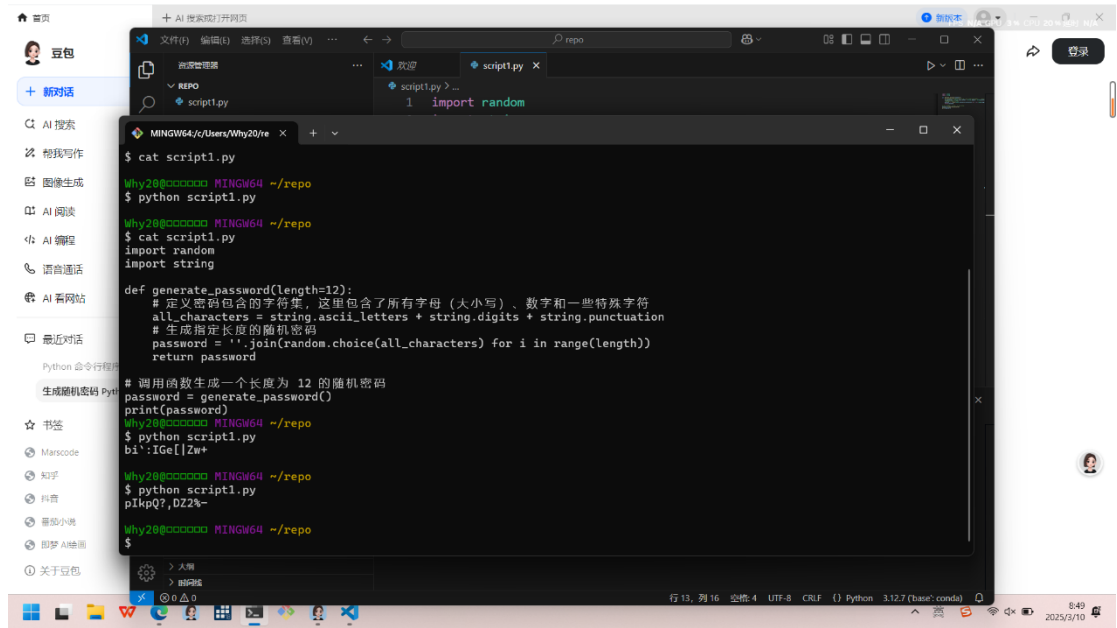 首页
AI 搜索或打开网页
新版本
豆包
登录
新对话
AI 搜索
帮我写作
图像生成
AI 阅读
AI 编程
语音通话
AI 看网站
最近对话
Python 命令行程序
生成随机密码 Pyth
书签
Marscode
知乎
抖音
番茄小说
即梦 AI绘画
关于豆包
文件(F) 编辑(E) 选择(S) 查看(V) ···
repo
资源管理器
REPO
script1.py
欢迎
script1.py
script1.py > ...
1 import random
MINGW64:/c/Users/Why20/re
$ cat script1.py
Why20@□□□□□□ MINGW64 ~/repo
$ python script1.py
Why20@□□□□□□ MINGW64 ~/repo
$ cat script1.py
import random
import string
def generate_password(length=12):
# 定义密码包含的字符集，这里包含了所有字母（大小写）、数字和一些特殊字符
all_characters = string.ascii_letters + string.digits + string.punctuation
# 生成指定长度的随机密码
password = ''.join(random.choice(all_characters) for i in range(length))
return password
# 调用函数生成一个长度为 12 的随机密码
password = generate_password()
print(password)
Why20@□□□□□□ MINGW64 ~/repo
$ python script1.py
bi`:IGe[|Zw+
Why20@□□□□□□ MINGW64 ~/repo
$ python script1.py
pIkpQ?,DZ2%-
Why20@□□□□□□ MINGW64 ~/repo
$
大纲
时间线
0 0
行 13，列 16 空格: 4 UTF-8 CRLF {} Python 3.12.7 ('base': conda)
英
8:49
2025/3/10